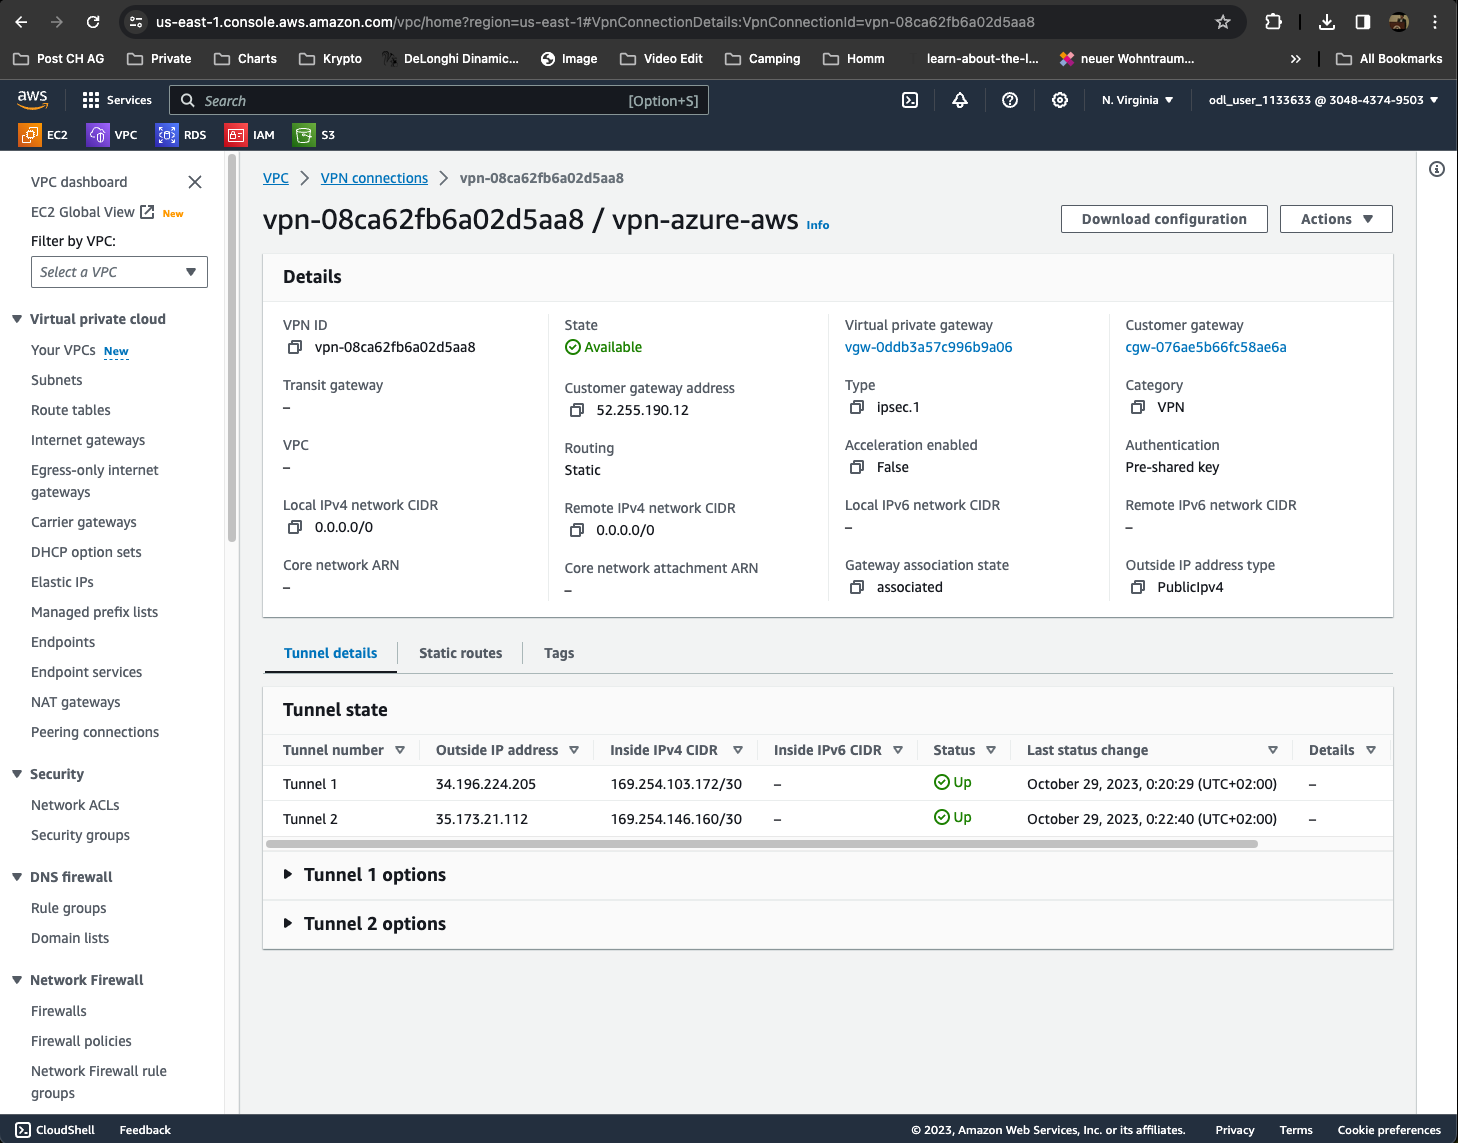 us-east-1.console.aws.amazon.com/vpc/home?region=us-east-1#VpnConnectionDetails:VpnConnectionId=vpn-08ca62fb6a02d5aa8
Post CH AG Private Charts Krypto DeLonghi Dinamic... Image Video Edit Camping Homm learn-about-the-l... neuer Wohntraum... » All Bookmarks
aws Services Search [Option+S] N. Virginia odl_user_1133633 @ 3048-4374-9503
EC2 VPC RDS IAM S3
VPC dashboard
EC2 Global View New
Filter by VPC:
Select a VPC
Virtual private cloud
Your VPCs New
Subnets
Route tables
Internet gateways
Egress-only internet
gateways
Carrier gateways
DHCP option sets
Elastic IPs
Managed prefix lists
Endpoints
Endpoint services
NAT gateways
Peering connections
Security
Network ACLs
Security groups
DNS firewall
Rule groups
Domain lists
Network Firewall
Firewalls
Firewall policies
Network Firewall rule
groups
VPC VPN connections vpn-08ca62fb6a02d5aa8
vpn-08ca62fb6a02d5aa8 / vpn-azure-aws Info
Download configuration Actions
Details
VPN ID
vpn-08ca62fb6a02d5aa8
Transit gateway
–
VPC
–
Local IPv4 network CIDR
0.0.0.0/0
Core network ARN
–
State
Available
Customer gateway address
52.255.190.12
Routing
Static
Remote IPv4 network CIDR
0.0.0.0/0
Core network attachment ARN
–
Virtual private gateway
vgw-0ddb3a57c996b9a06
Type
ipsec.1
Acceleration enabled
False
Local IPv6 network CIDR
–
Gateway association state
associated
Customer gateway
cgw-076ae5b66fc58ae6a
Category
VPN
Authentication
Pre-shared key
Remote IPv6 network CIDR
–
Outside IP address type
PublicIpv4
Tunnel details Static routes Tags
Tunnel state
Tunnel number Outside IP address Inside IPv4 CIDR Inside IPv6 CIDR Status Last status change Details
Tunnel 1 34.196.224.205 169.254.103.172/30 – Up October 29, 2023, 0:20:29 (UTC+02:00) –
Tunnel 2 35.173.21.112 169.254.146.160/30 – Up October 29, 2023, 0:22:40 (UTC+02:00) –
Tunnel 1 options
Tunnel 2 options
CloudShell Feedback © 2023, Amazon Web Services, Inc. or its affiliates. Privacy Terms Cookie preferences